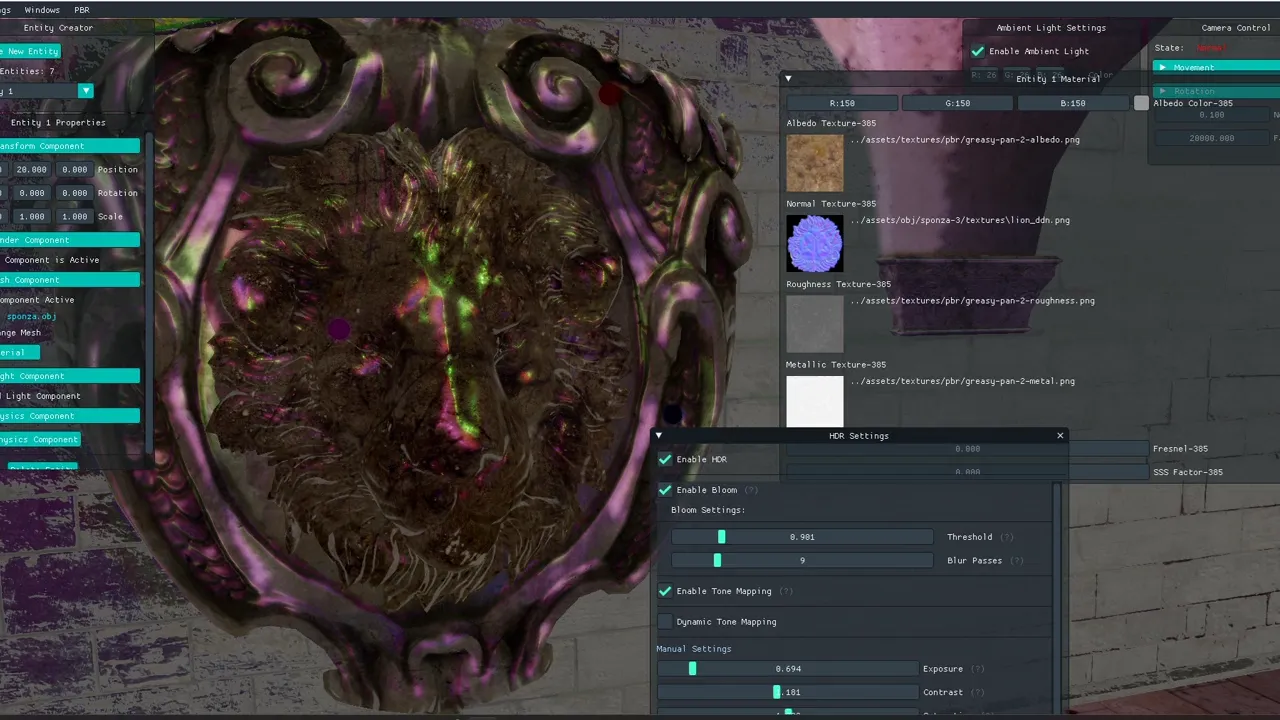 ngs Windows PBR
Entity Creator
e New Entity
Entities: 7
y 1
Entity 1 Properties
ansform Component
20.000 0.000 Position
0.000 0.000 Rotation
1.000 1.000 Scale
nder Component
Component is Active
sh Component
omponent Active
sponza.obj
nge Mesh
erial
ght Component
l Light Component
ysics Component
hysics Component
Delete Entity
Ambient Light Settings
Enable Ambient Light
R: 26 G: 26 B: 26 Color
Camera Control
State:
Movement
Rotation
0.100
20000.000
Entity 1 Material
R:150 G:150 B:150 Albedo Color-385
Albedo Texture-385
../assets/textures/pbr/greasy-pan-2-albedo.png
Normal Texture-385
../assets/obj/sponza-3/textures\lion_ddn.png
Roughness Texture-385
../assets/textures/pbr/greasy-pan-2-roughness.png
Metallic Texture-385
../assets/textures/pbr/greasy-pan-2-metal.png
0.000 Fresnel-385
0.000 SSS Factor-385
HDR Settings
Enable HDR
Enable Bloom (?)
Bloom Settings:
0.901 Threshold (?)
9 Blur Passes (?)
Enable Tone Mapping (?)
Dynamic Tone Mapping
Manual Settings
0.694 Exposure (?)
.181 Contrast (?)